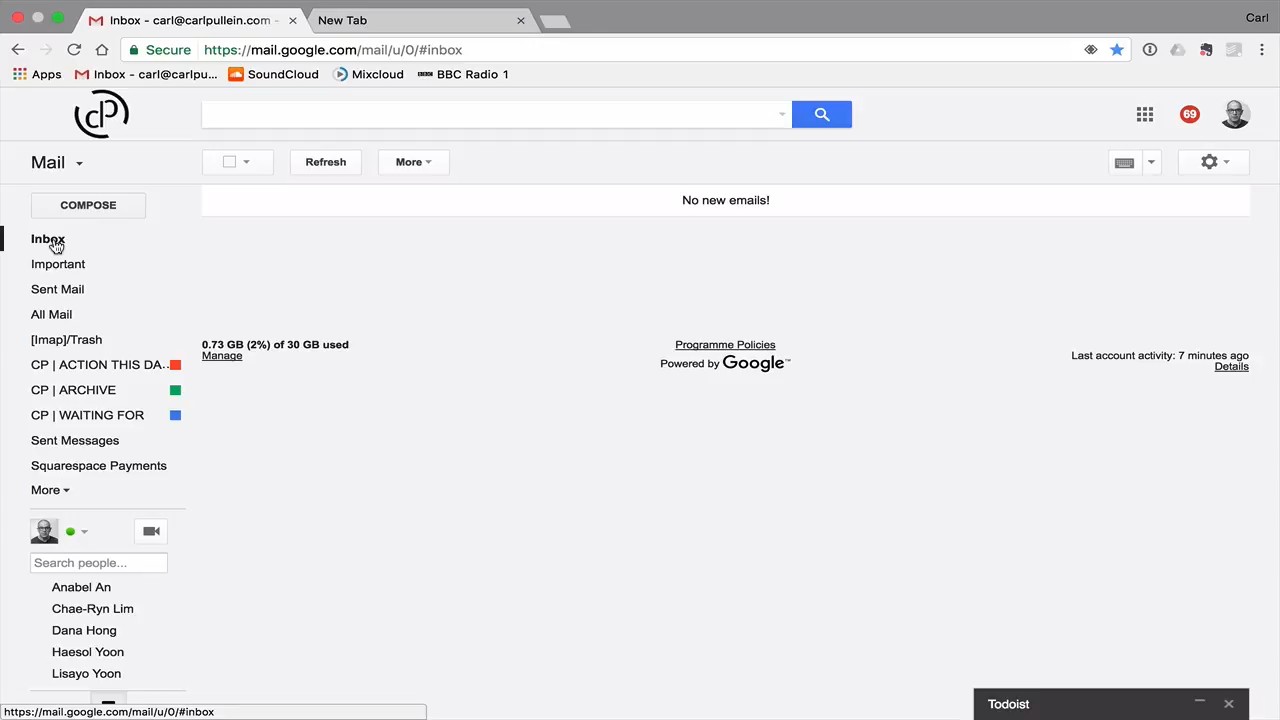 Inbox - carl@carlpullein.com -
New Tab
Carl
Secure https://mail.google.com/mail/u/0/#inbox
Apps
Inbox - carl@carlpu...
SoundCloud
Mixcloud
BBC Radio 1
cP
69
Mail
Refresh
More
COMPOSE
No new emails!
Inbox
Important
Sent Mail
All Mail
[Imap]/Trash
CP | ACTION THIS DA..
CP | ARCHIVE
CP | WAITING FOR
Sent Messages
Squarespace Payments
More
0.73 GB (2%) of 30 GB used
Manage
Programme Policies
Powered by Google™
Last account activity: 7 minutes ago
Details
Search people...
Anabel An
Chae-Ryn Lim
Dana Hong
Haesol Yoon
Lisayo Yoon
https://mail.google.com/mail/u/0/#inbox
Todoist